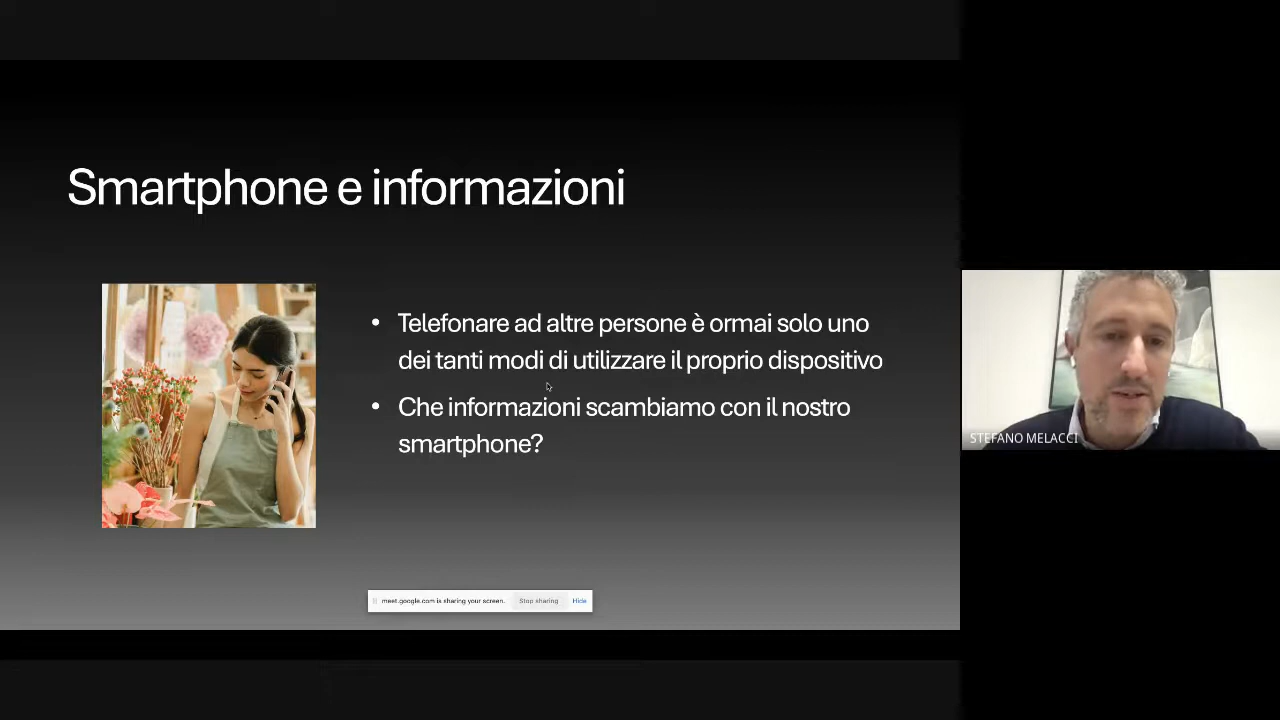 Smartphone e informazioni
• Telefonare ad altre persone è ormai solo uno
dei tanti modi di utilizzare il proprio dispositivo
• Che informazioni scambiamo con il nostro
smartphone?
STEFANO MELACCI
meet.google.com is sharing your screen. Stop sharing Hide